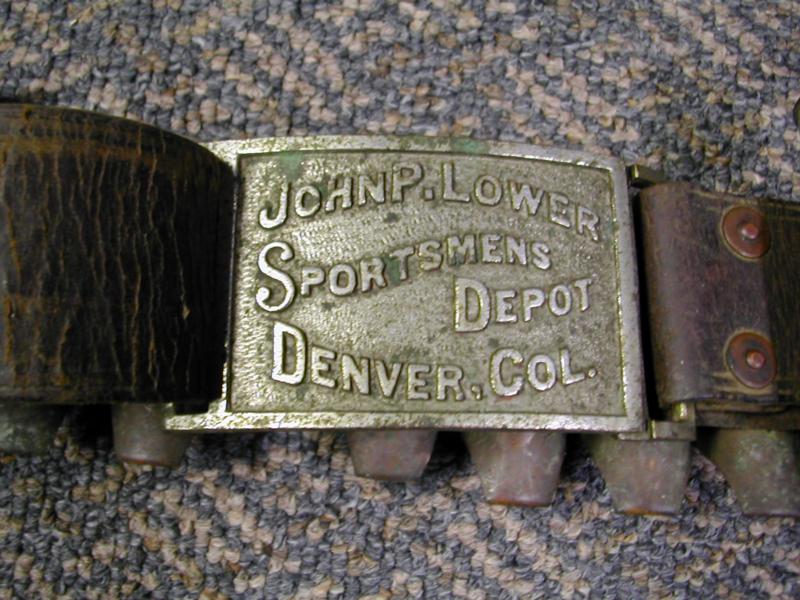 JOHN P. LOWER
SPORTSMENS
DEPOT
DENVER, COL.